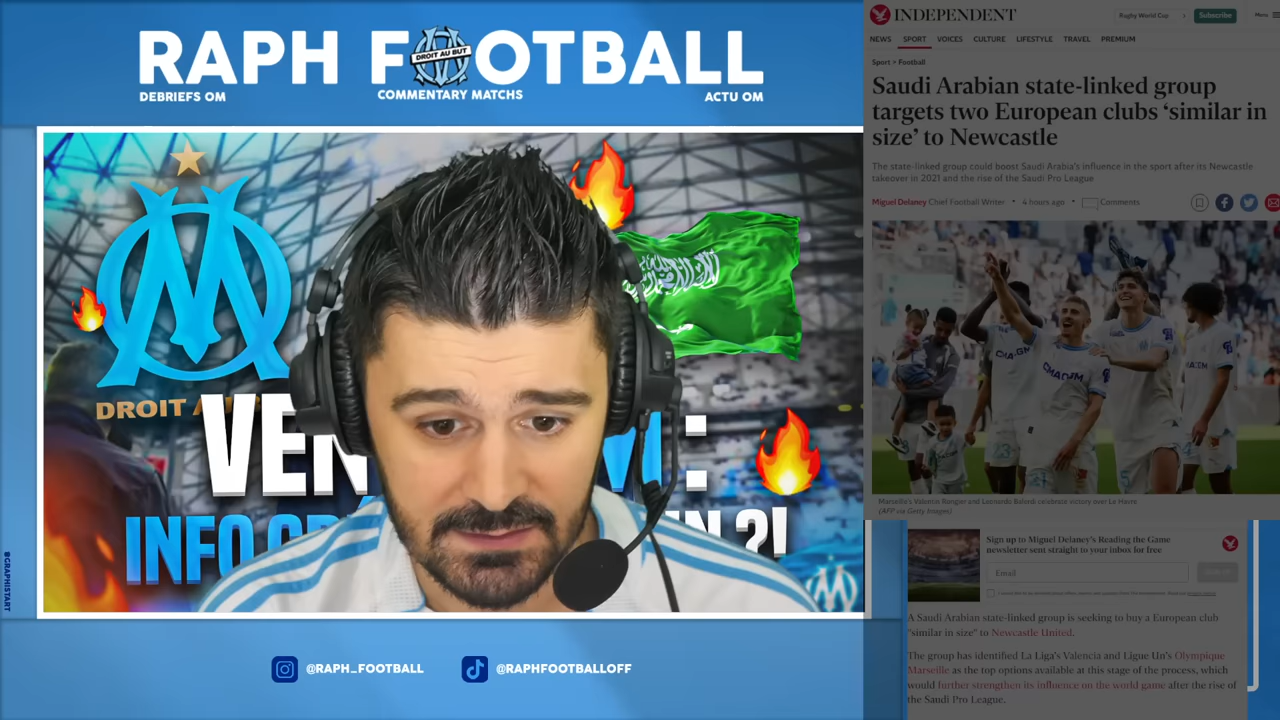 RAPH FOOTBALL
DROIT AU BUT
DEBRIEFS OM
COMMENTARY MATCHS
ACTU OM
DROIT
VEN
:
INFO
?!
#GRAPHISTART
@RAPH_FOOTBALL
@RAPHFOOTBALLOFF
INDEPENDENT
Rugby World Cup
Subscribe
Menu
NEWS SPORT VOICES CULTURE LIFESTYLE TRAVEL PREMIUM
Sport > Football
Saudi Arabian state-linked group
targets two European clubs ‘similar in
size’ to Newcastle
The state-linked group could boost Saudi Arabia's influence in the sport after its Newcastle
takeover in 2021 and the rise of the Saudi Pro League
Miguel Delaney Chief Football Writer • 4 hours ago • Comments
Marseille's Valentin Rongier and Leonardo Balerdi celebrate victory over Le Havre
(AFP via Getty Images)
Sign up to Miguel Delaney's Reading the Game
newsletter sent straight to your inbox for free
Email
SIGN UP
A Saudi Arabian state-linked group is seeking to buy a European club
“similar in size” to Newcastle United.
The group has identified La Liga's Valencia and Ligue Un's Olympique
Marseille as the top options available at this stage of the process, which
would further strengthen its influence on the world game after the rise of
the Saudi Pro League.